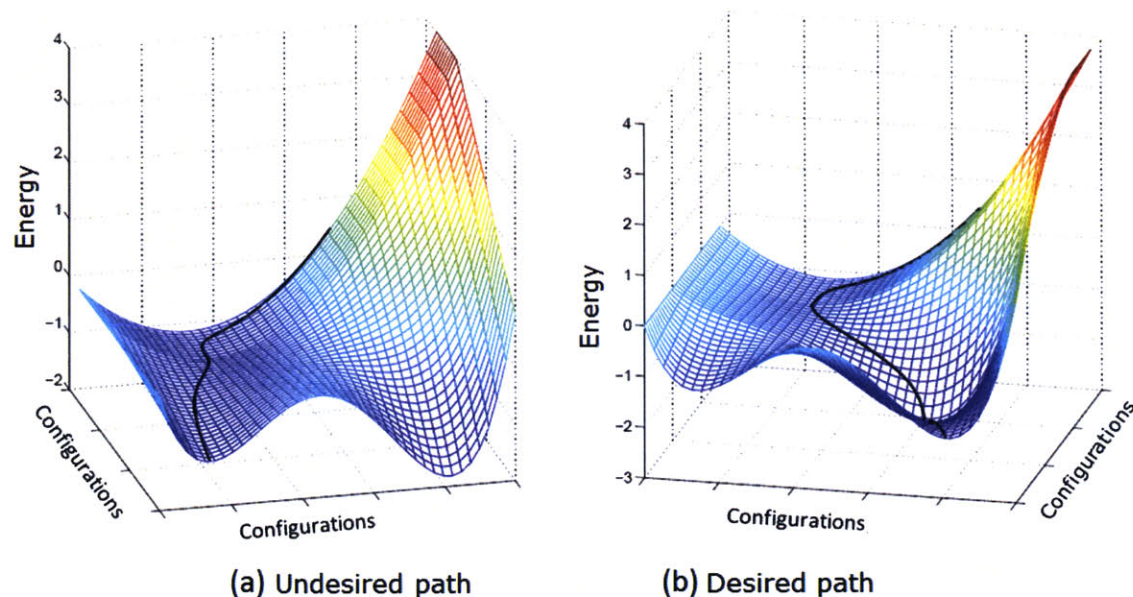 4
3
2
1
0
−1
−2
Energy
Configurations
Configurations
(a) Undesired path
4
3
2
1
0
−1
−2
−3
Energy
Configurations
Configurations
(b) Desired path